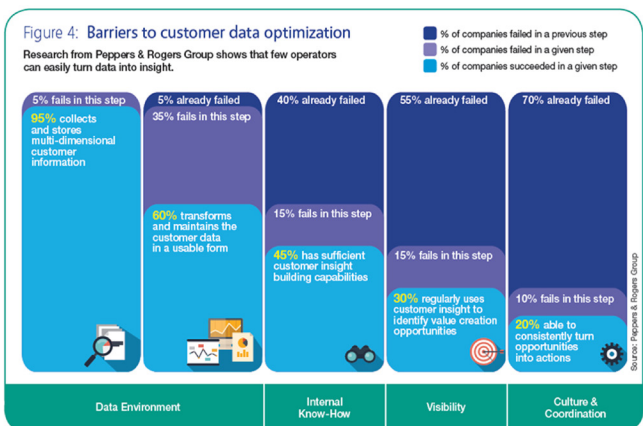 Figure 4: Barriers to customer data optimization
Research from Peppers & Rogers Group shows that few operators
can easily turn data into insight.
% of companies failed in a previous step
% of companies failed in a given step
% of companies succeeded in a given step
5% fails in this step
95% collects
and stores
multi-dimensional
customer
information
5% already failed
35% fails in this step
60% transforms
and maintains the
customer data
in a usable form
40% already failed
15% fails in this step
45% has sufficient
customer insight
building capabilities
55% already failed
15% fails in this step
30% regularly uses
customer insight to
identify value creation
opportunities
70% already failed
10% fails in this step
20% able to
consistently turn
opportunities
into actions
Source: Peppers & Rogers Group
Data Environment
Internal
Know-How
Visibility
Culture &
Coordination